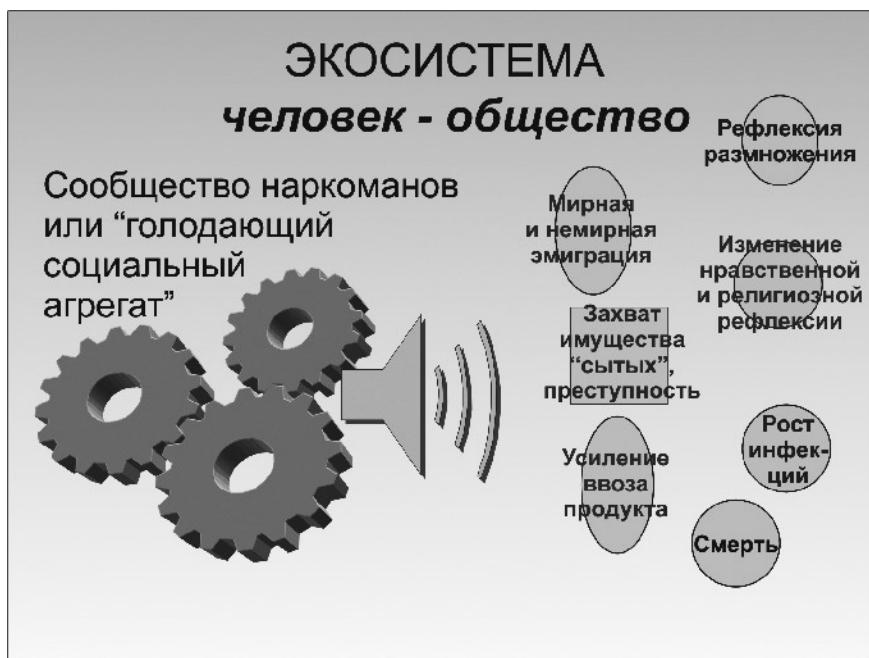 ЭКОСИСТЕМА
человек - общество
Сообщество наркоманов
или “голодающий
социальный
агрегат”
Рефлексия
размножения
Мирная
и немирная
эмиграция
Изменение
нравственной
и религиозной
рефлексии
Захват
имущества
“сытых”,
преступность
Усиление
ввоза
продукта
Рост
инфек-
ций
Смерть